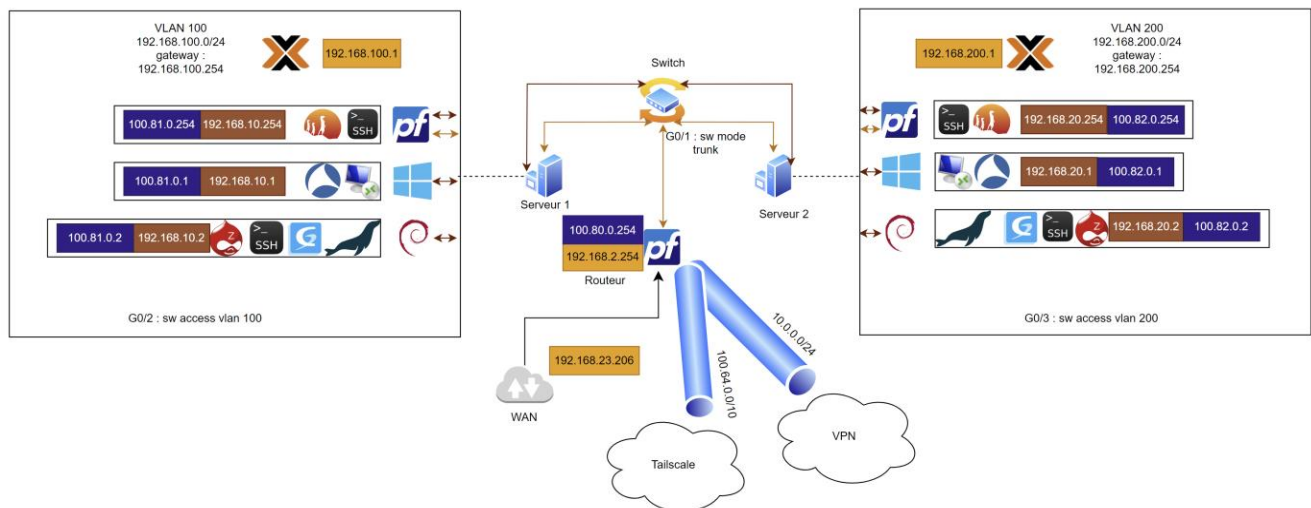 VLAN 100
192.168.100.0/24
gateway :
192.168.100.254
192.168.100.1
100.81.0.254
192.168.10.254
>_
SSH
pf
100.81.0.1
192.168.10.1
100.81.0.2
192.168.10.2
Z
>_
SSH
G2
G0/2 : sw access vlan 100
Switch
G0/1 : sw mode
trunk
Serveur 1
Serveur 2
100.80.0.254
192.168.2.254
pf
Routeur
192.168.23.206
WAN
100.64.0.0/10
10.0.0.0/24
Tailscale
VPN
VLAN 200
192.168.200.0/24
gateway :
192.168.200.254
192.168.200.1
pf
>_
SSH
192.168.20.254
100.82.0.254
192.168.20.1
100.82.0.1
G2
>_
SSH
Z
192.168.20.2
100.82.0.2
G0/3 : sw access vlan 200